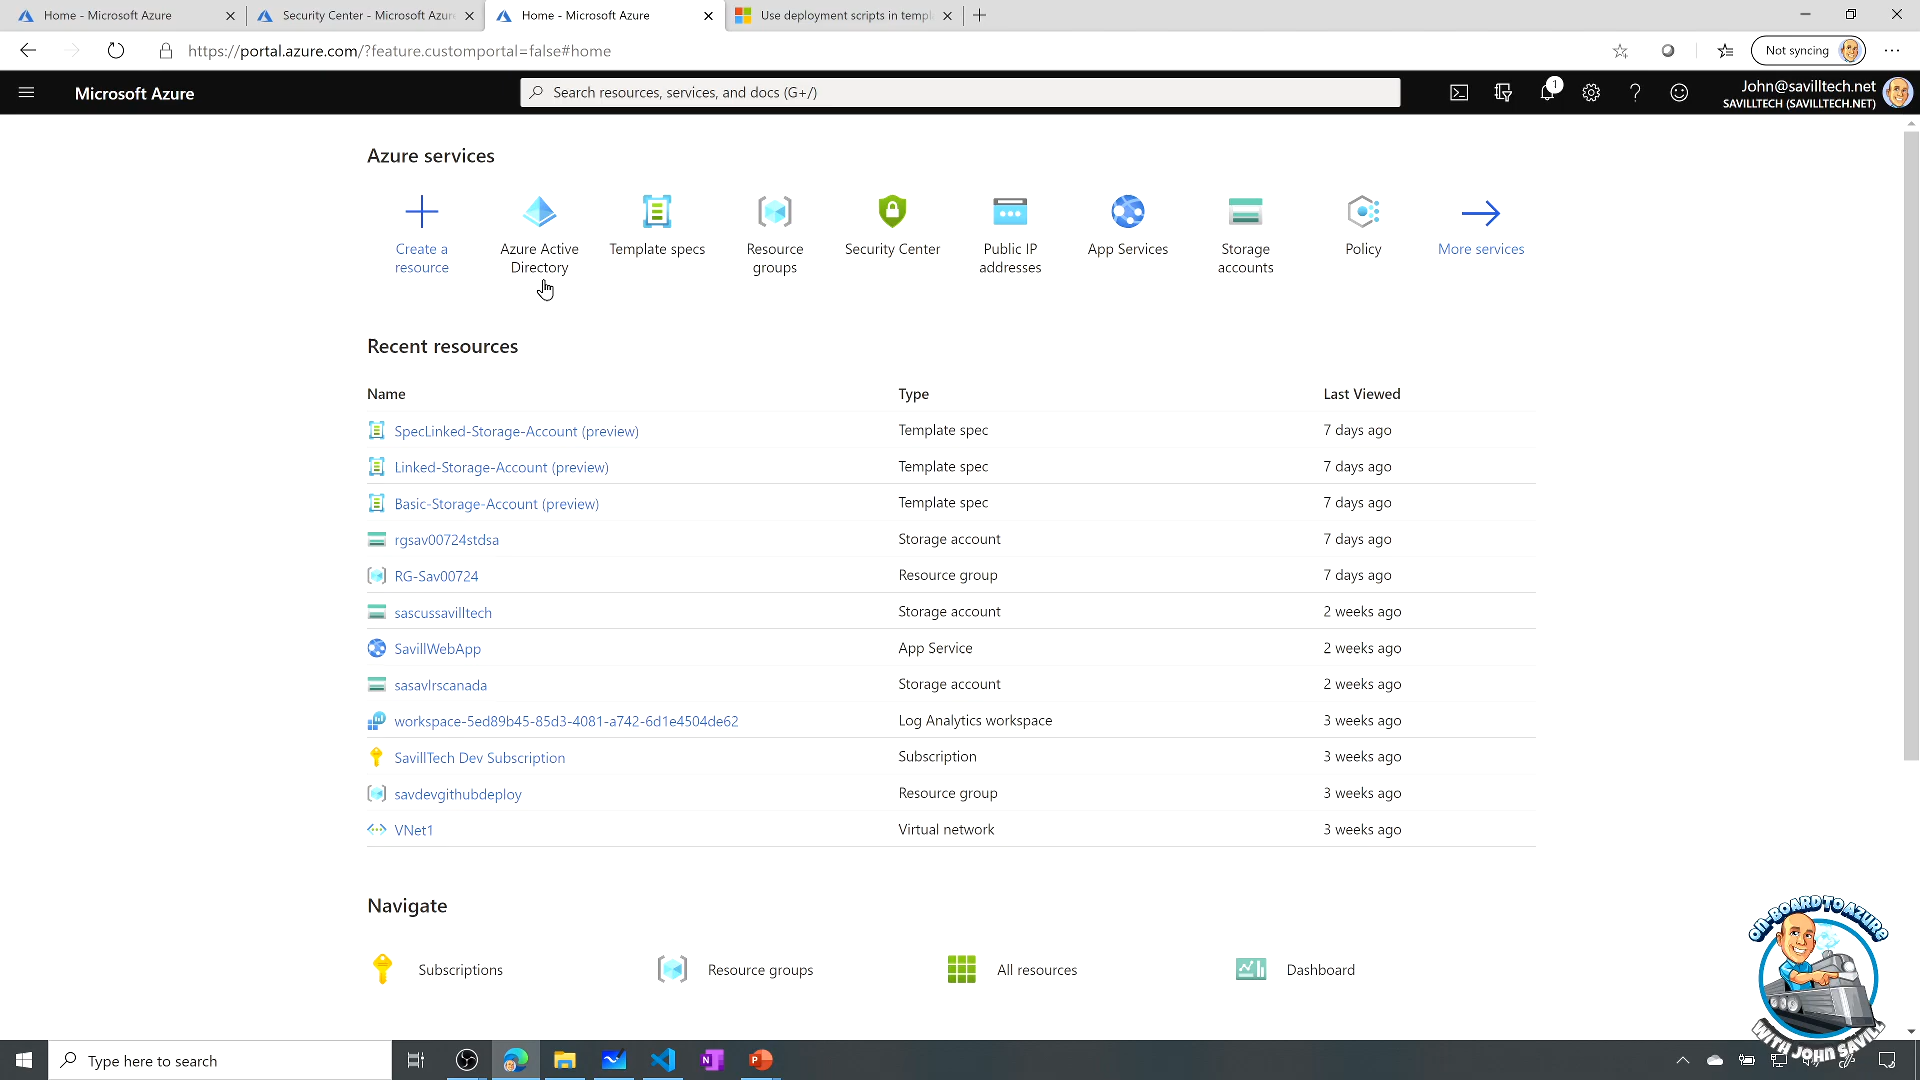 Home - Microsoft Azure
Security Center - Microsoft Azure
Home - Microsoft Azure
Use deployment scripts in templ
https://portal.azure.com/?feature.customportal=false#home
Not syncing
Microsoft Azure
Search resources, services, and docs (G+/)
1
John@savilltech.net
SAVILLTECH (SAVILLTECH.NET)
Azure services
Create a resource
Azure Active Directory
Template specs
Resource groups
Security Center
Public IP addresses
App Services
Storage accounts
Policy
More services
Recent resources
Name Type Last Viewed
SpecLinked-Storage-Account (preview) Template spec 7 days ago
Linked-Storage-Account (preview) Template spec 7 days ago
Basic-Storage-Account (preview) Template spec 7 days ago
rgsav00724stdsa Storage account 7 days ago
RG-Sav00724 Resource group 7 days ago
sascussavilltech Storage account 2 weeks ago
SavillWebApp App Service 2 weeks ago
sasavlrscanada Storage account 2 weeks ago
workspace-5ed89b45-85d3-4081-a742-6d1e4504de62 Log Analytics workspace 3 weeks ago
SavillTech Dev Subscription Subscription 3 weeks ago
savdevgithubdeploy Resource group 3 weeks ago
VNet1 Virtual network 3 weeks ago
Navigate
Subscriptions
Resource groups
All resources
Dashboard
ON-BOARD TO AZURE
WITH JOHN SAVILL
Type here to search